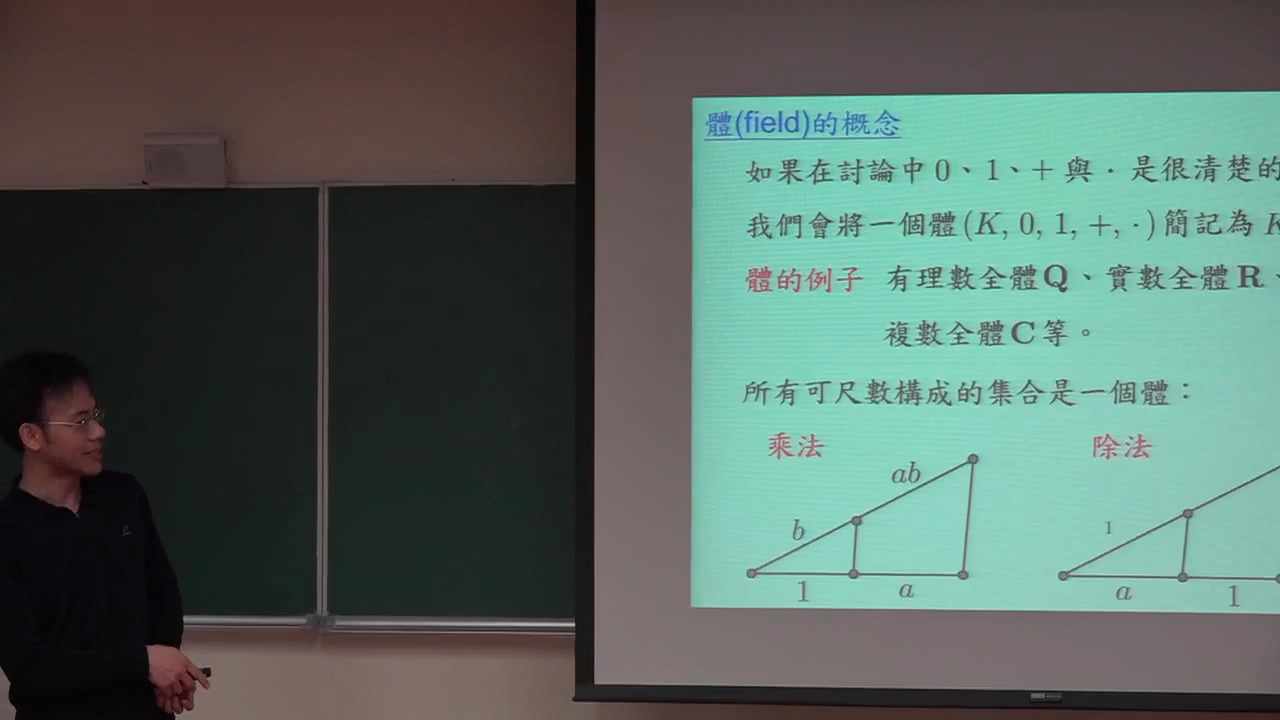 體(field)的概念
如果在討論中 0、1、+ 與 · 是很清楚的
我們會將一個體(K, 0, 1, +, ·)簡記為 K
體的例子 有理數全體Q、實數全體R、
複數全體C等。
所有可尺數構成的集合是一個體：
乘法 除法
ab
b
1 a
1
a 1